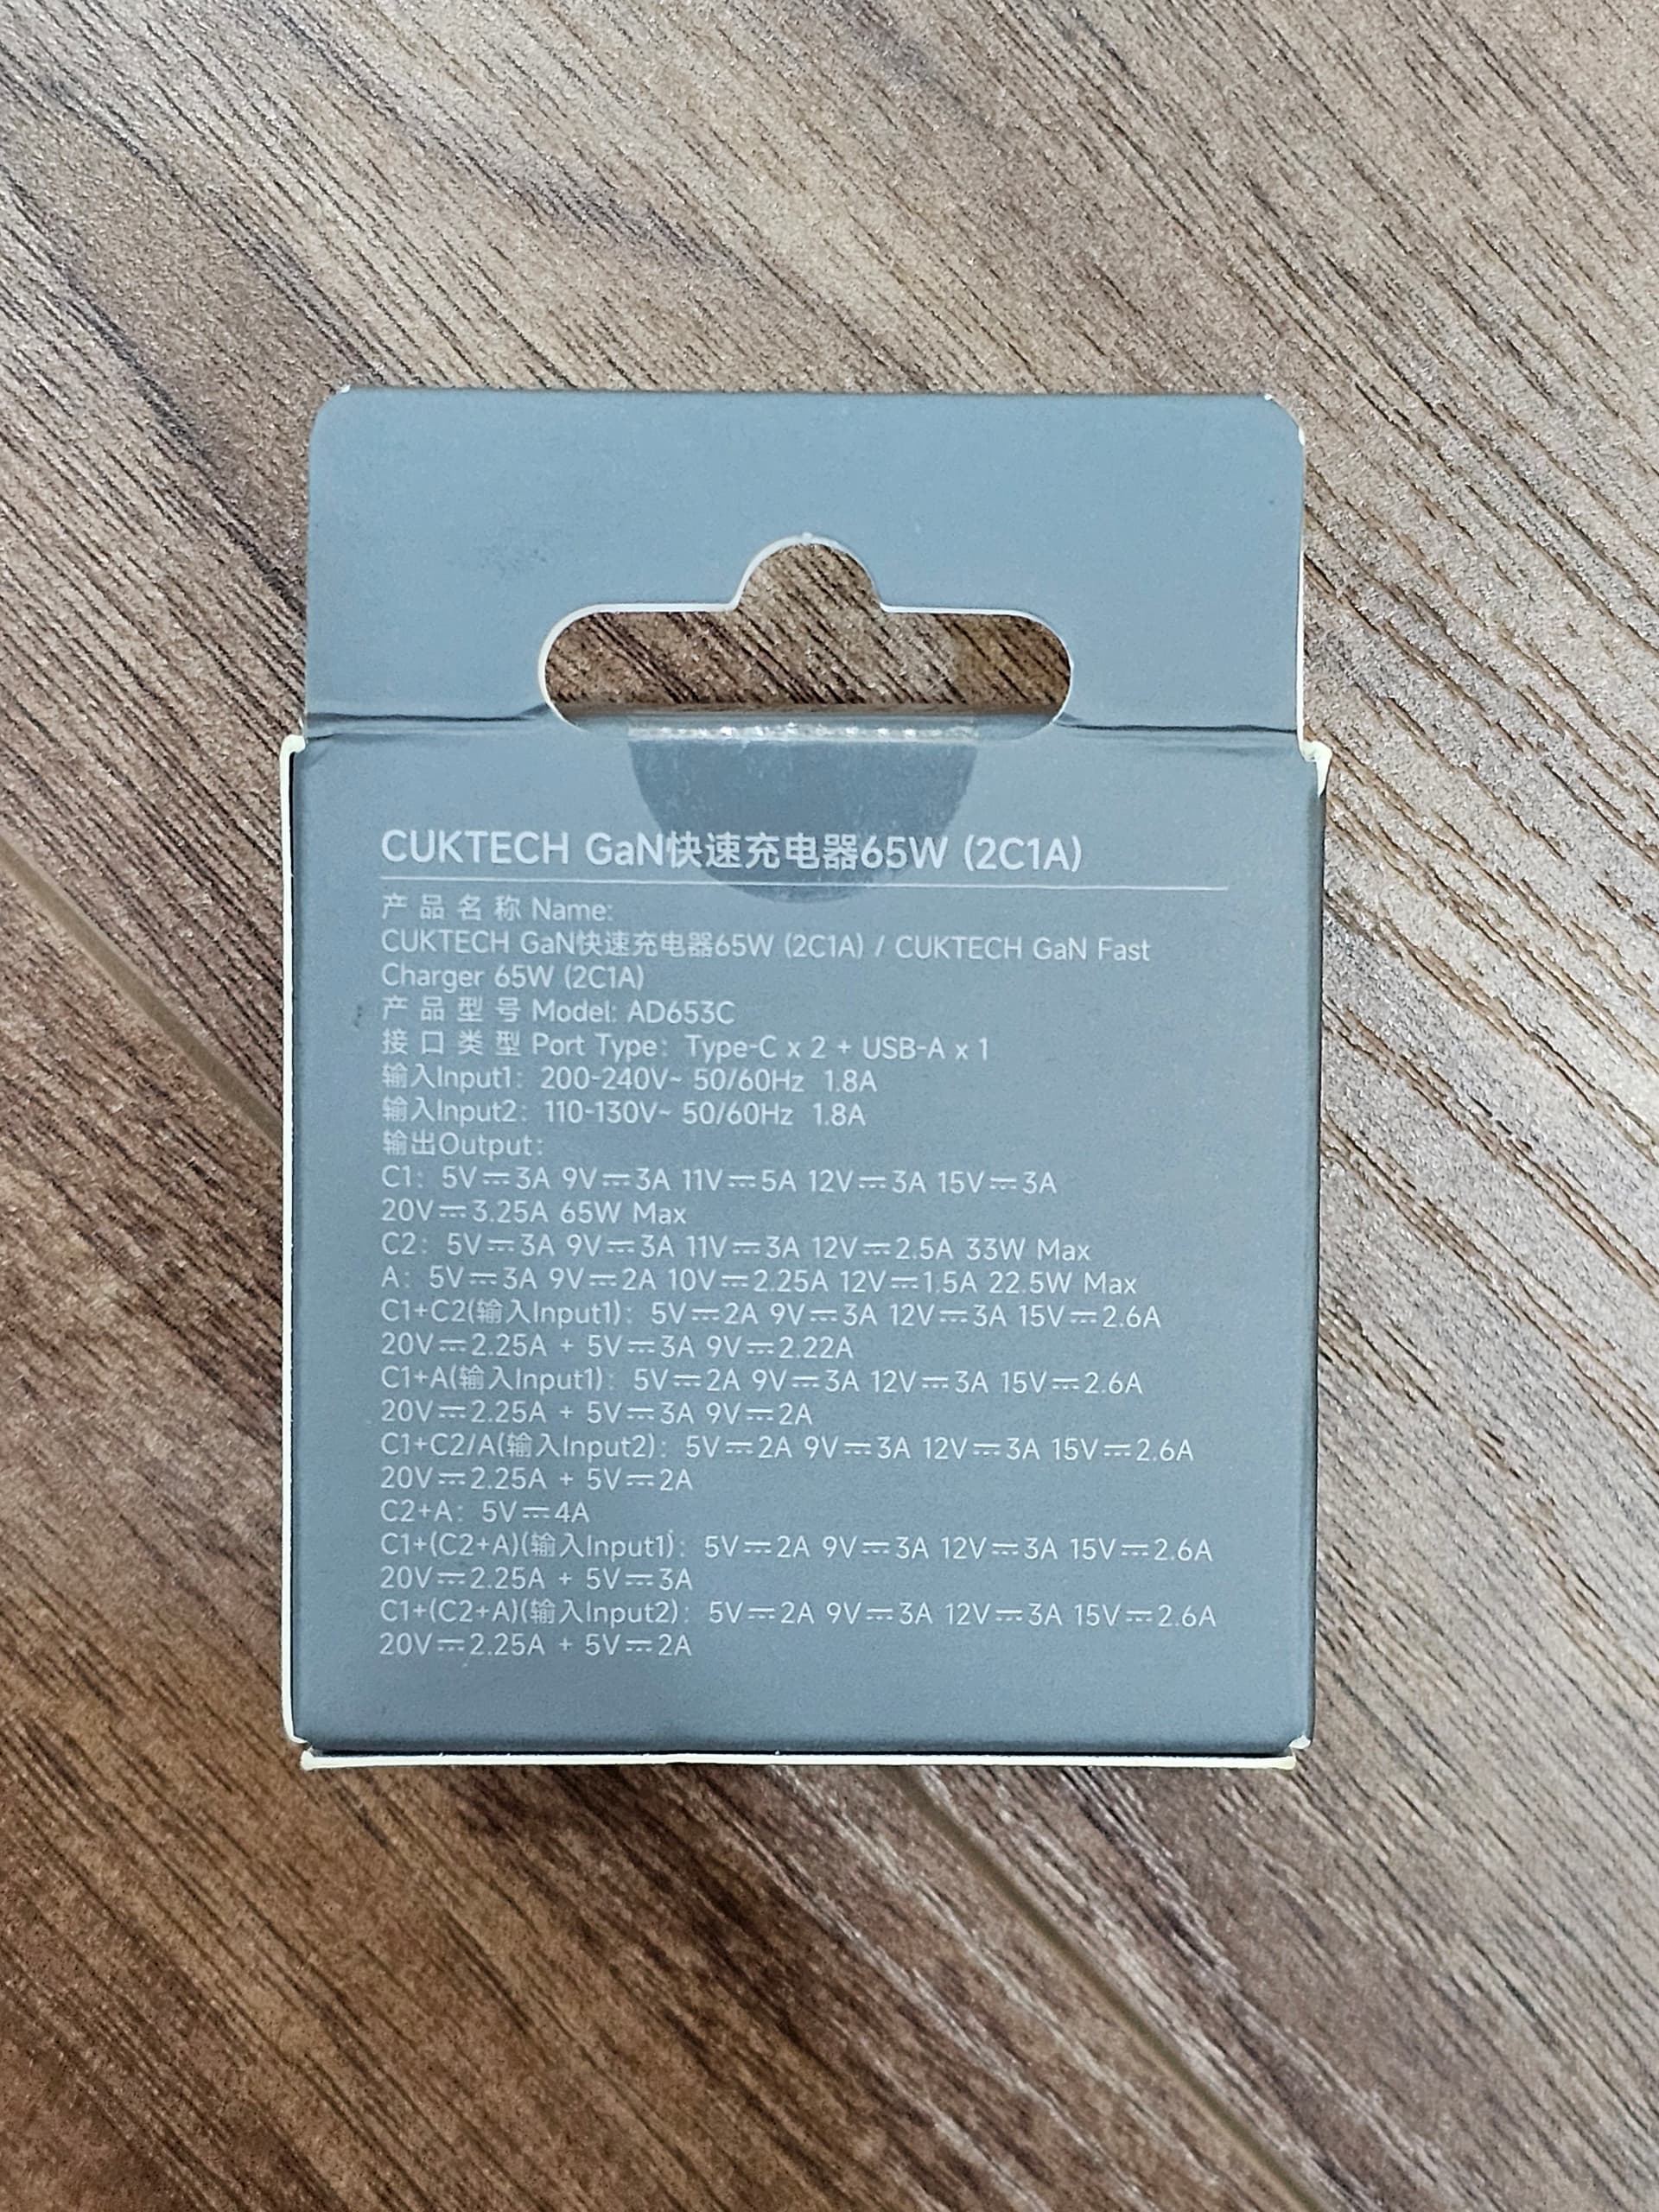 CUKTECH GaN快速充电器65W (2C1A)
产品名称 Name:
CUKTECH GaN快速充电器65W (2C1A) / CUKTECH GaN Fast
Charger 65W (2C1A)
产品型号 Model: AD653C
接口类型 Port Type: Type-C x 2 + USB-A x 1
输入Input1: 200-240V~ 50/60Hz 1.8A
输入Input2: 110-130V~ 50/60Hz 1.8A
输出Output:
C1: 5V⎓3A 9V⎓3A 11V⎓5A 12V⎓3A 15V⎓3A
20V⎓3.25A 65W Max
C2: 5V⎓3A 9V⎓3A 11V⎓3A 12V⎓2.5A 33W Max
A: 5V⎓3A 9V⎓2A 10V⎓2.25A 12V⎓1.5A 22.5W Max
C1+C2(输入Input1): 5V⎓2A 9V⎓3A 12V⎓3A 15V⎓2.6A
20V⎓2.25A + 5V⎓3A 9V⎓2.22A
C1+A(输入Input1): 5V⎓2A 9V⎓3A 12V⎓3A 15V⎓2.6A
20V⎓2.25A + 5V⎓3A 9V⎓2A
C1+C2/A(输入Input2): 5V⎓2A 9V⎓3A 12V⎓3A 15V⎓2.6A
20V⎓2.25A + 5V⎓2A
C2+A: 5V⎓4A
C1+(C2+A)(输入Input1): 5V⎓2A 9V⎓3A 12V⎓3A 15V⎓2.6A
20V⎓2.25A + 5V⎓3A
C1+(C2+A)(输入Input2): 5V⎓2A 9V⎓3A 12V⎓3A 15V⎓2.6A
20V⎓2.25A + 5V⎓2A